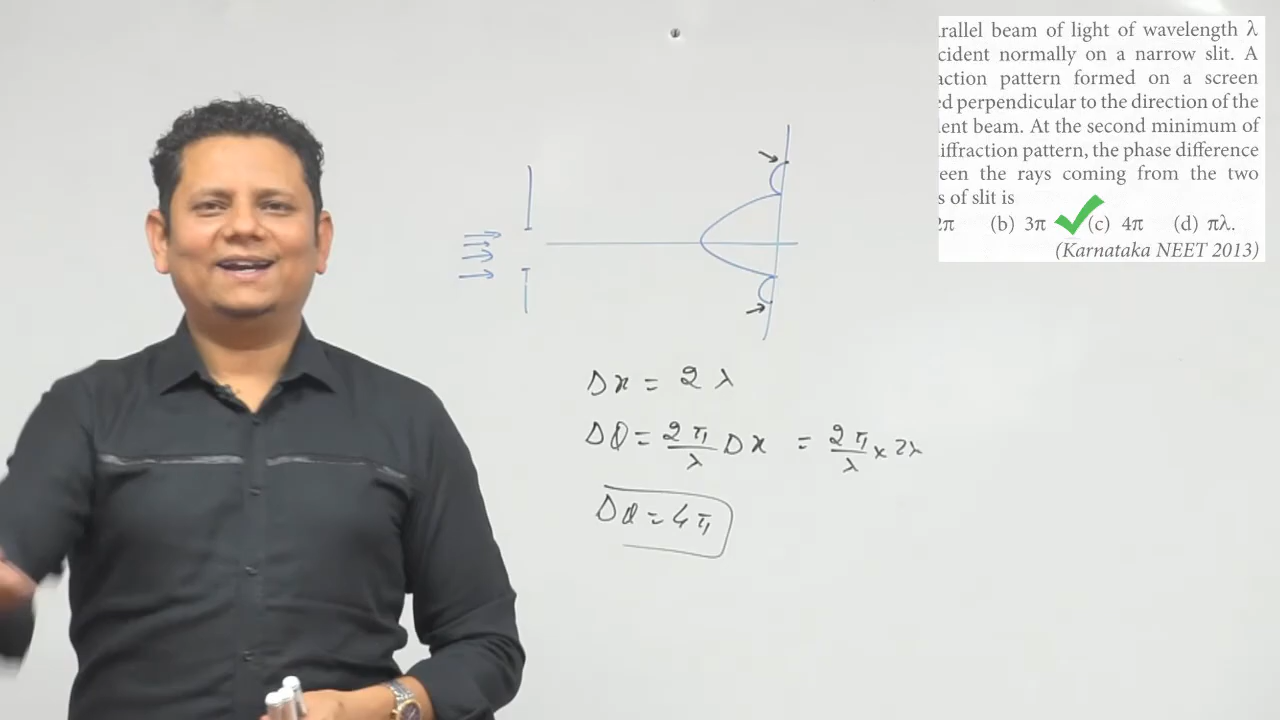 rallel beam of light of wavelength λ
cident normally on a narrow slit. A
action pattern formed on a screen
ed perpendicular to the direction of the
ent beam. At the second minimum of
iffraction pattern, the phase difference
een the rays coming from the two
s of slit is
2π (b) 3π (c) 4π (d) πλ.
(Karnataka NEET 2013)
Δx = 2λ
ΔΦ = 2π/λ Δx = 2π/λ × 2λ
ΔΦ = 4π